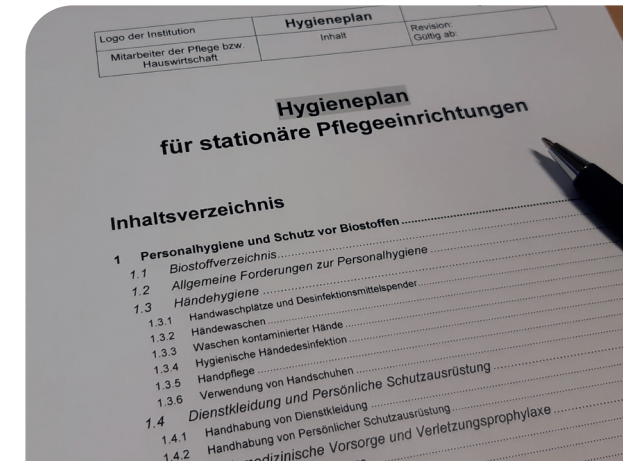 Logo der Institution
Hygieneplan
Revision:
Mitarbeiter der Pflege bzw.
Hauswirtschaft
Inhalt
Gültig ab:
Hygieneplan
für stationäre Pflegeeinrichtungen
Inhaltsverzeichnis
1 Personalhygiene und Schutz vor Biostoffen
1.1 Biostoffverzeichnis
1.2 Allgemeine Forderungen zur Personalhygiene
1.3 Händehygiene
1.3.1 Handwaschplätze und Desinfektionsmittelspender
1.3.2 Händewaschen
1.3.3 Waschen kontaminierter Hände
1.3.4 Hygienische Händedesinfektion
1.3.5 Handpflege
1.3.6 Verwendung von Handschuhen
1.4 Dienstkleidung und Persönliche Schutzausrüstung
1.4.1 Handhabung von Dienstkleidung
1.4.2 Handhabung von Persönlicher Schutzausrüstung
Vorsorge und Verletzungsprophylaxe